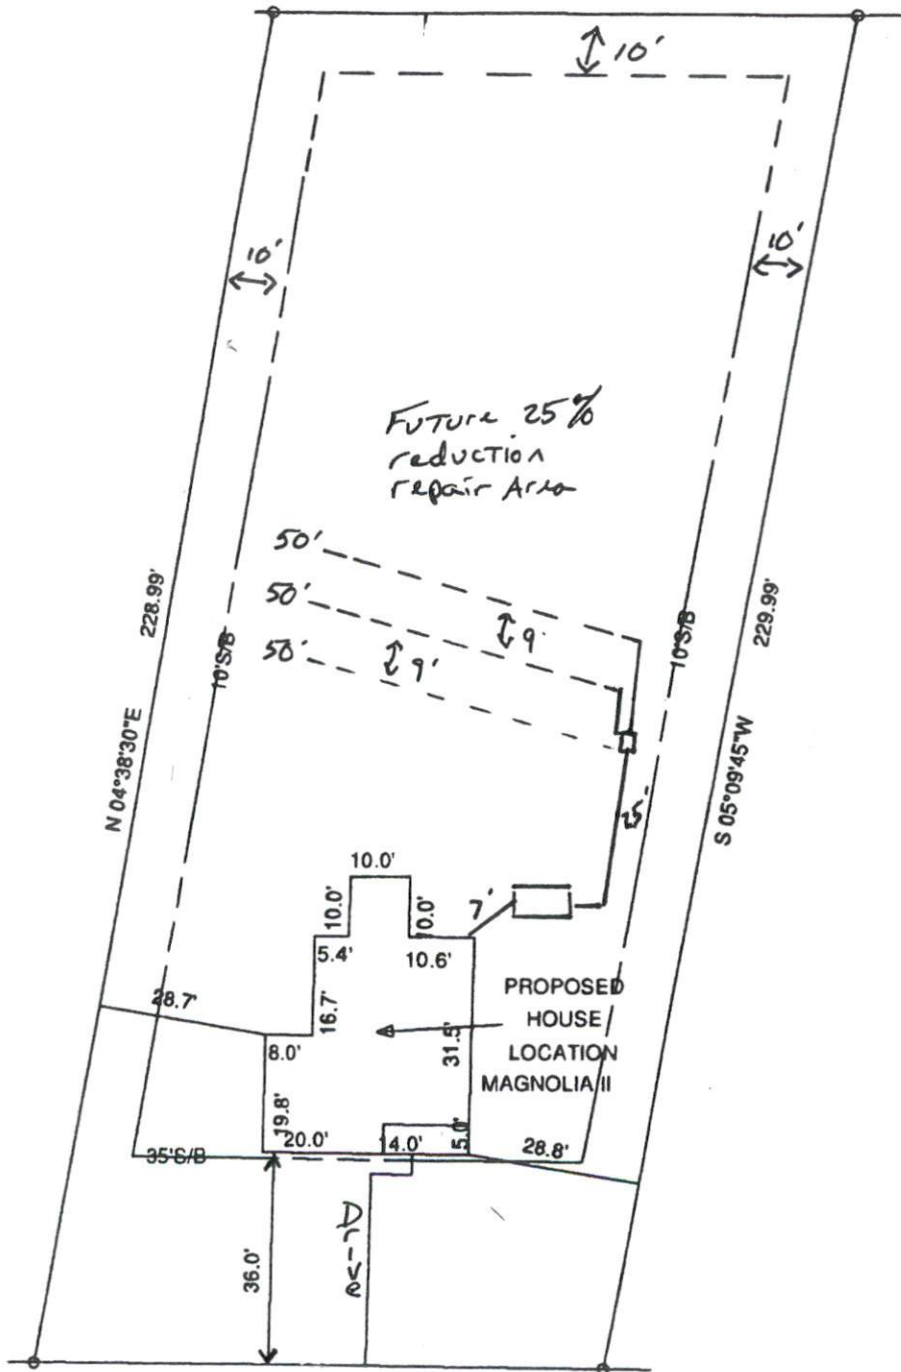 10'
10'
10'
FUTure 25%
reduction
repair Area
50'
50'
9'
50'
9'
228.99'
10'S/B
10'S/B
229.99'
N 04°38'30"E
S 05°09'45"W
25'
10.0'
10.0'
10.0'
7'
5.4'
10.6'
28.7'
16.7'
PROPOSED
HOUSE
LOCATION
MAGNOLIA II
31.5'
8.0'
19.8'
20.0'
14.0'
5.0'
28.8'
35'S/B
36.0'
Drive